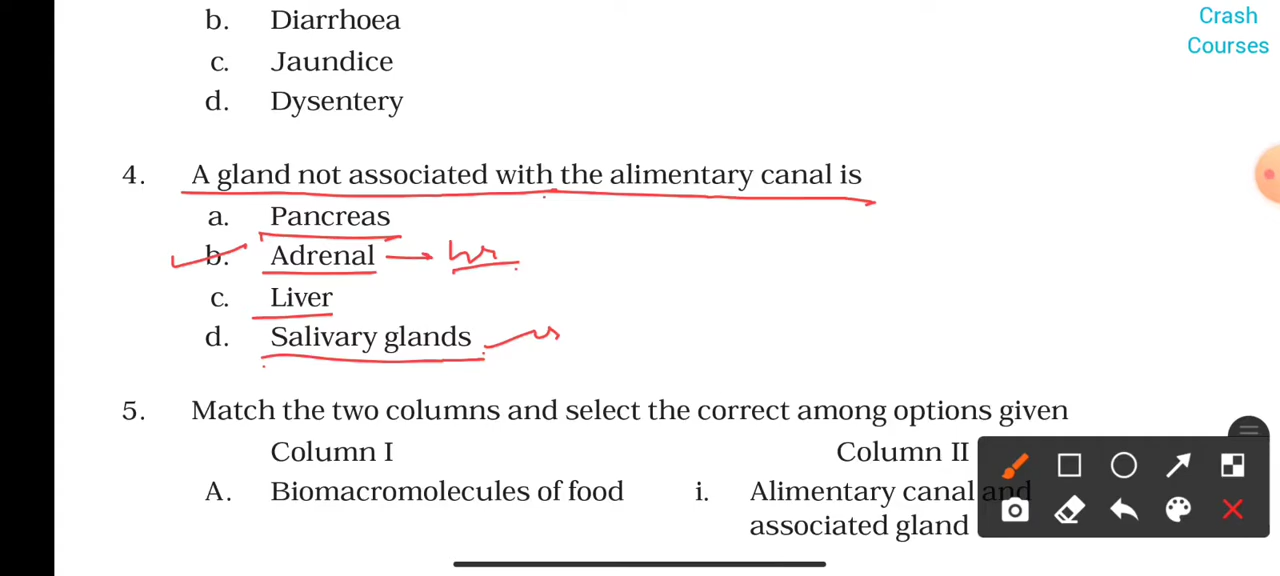 b. Diarrhoea
Crash
Courses
c. Jaundice
d. Dysentery
4. A gland not associated with the alimentary canal is
a. Pancreas
b. Adrenal
c. Liver
d. Salivary glands
5. Match the two columns and select the correct among options given
Column I Column II
A. Biomacromolecules of food i. Alimentary canal and
associated gland